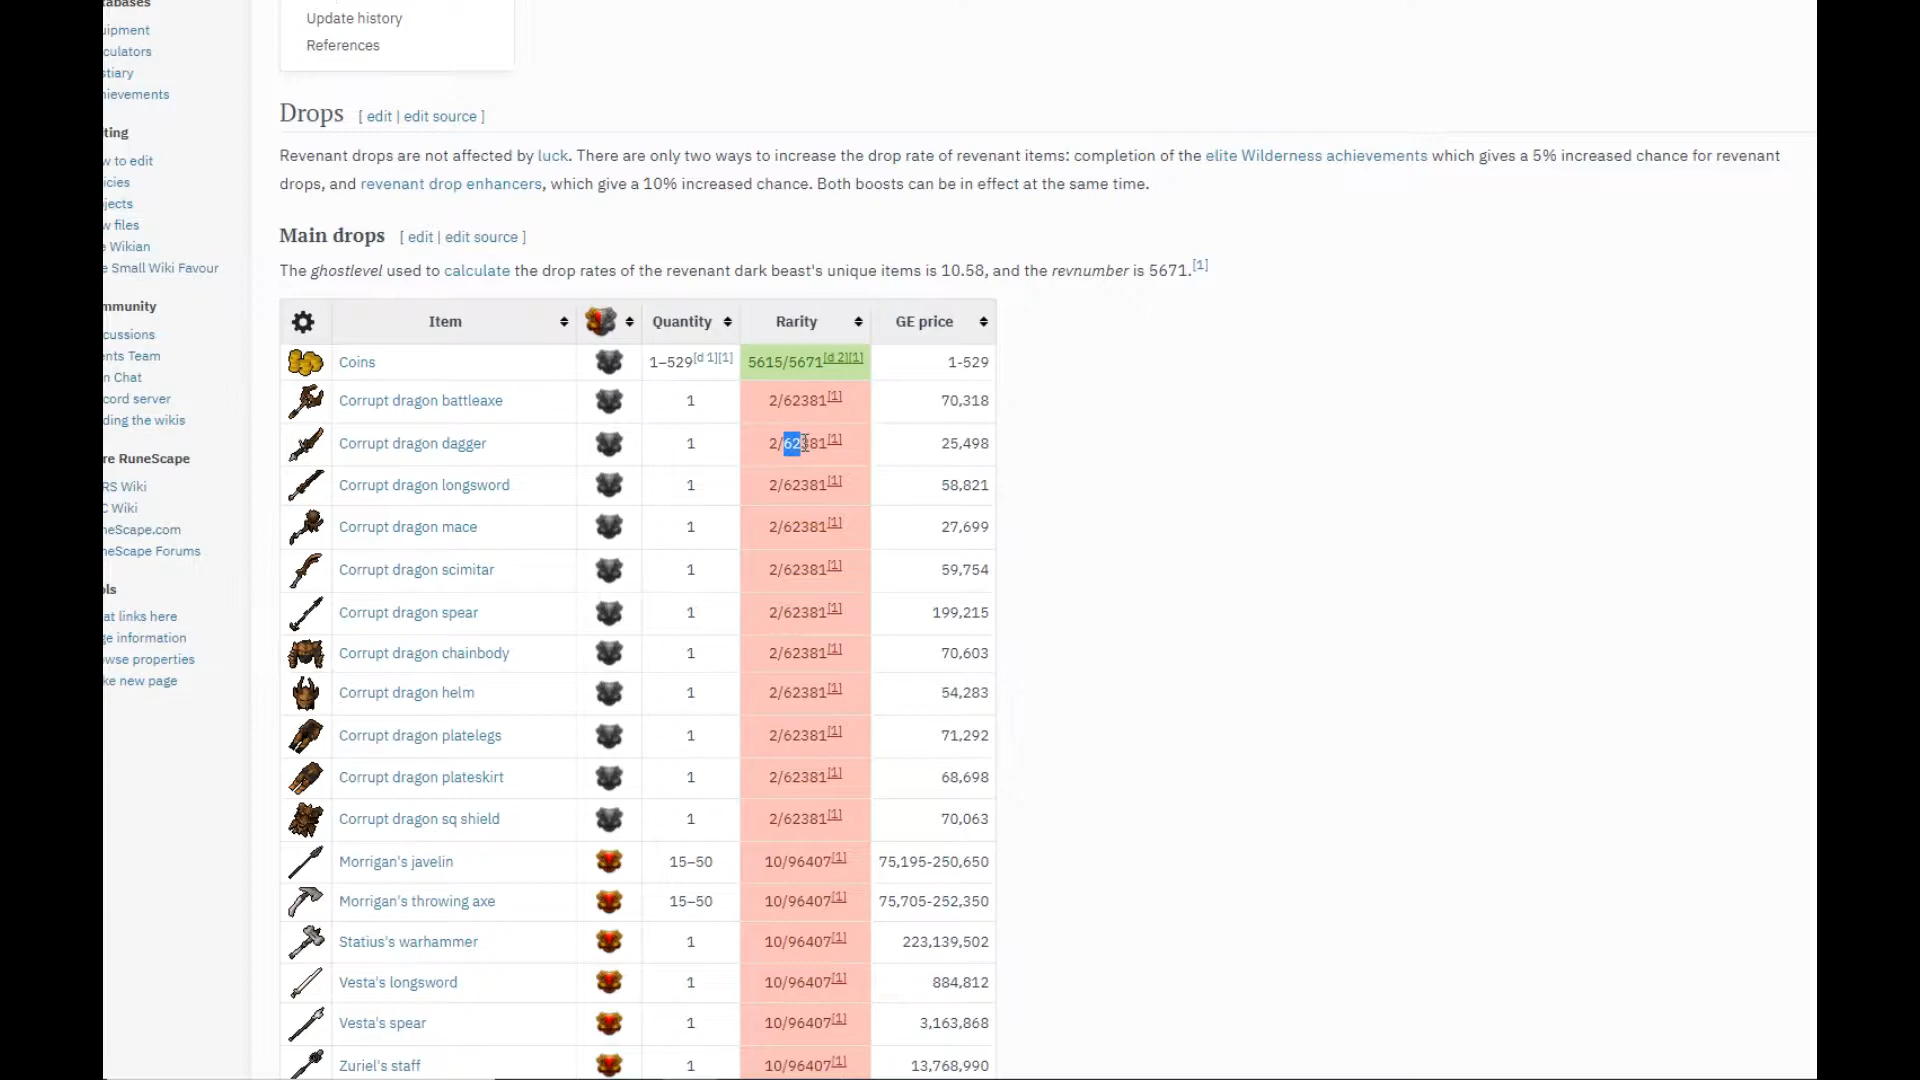 Update history
References
Drops [ edit | edit source ]
Revenant drops are not affected by luck. There are only two ways to increase the drop rate of revenant items: completion of the elite Wilderness achievements which gives a 5% increased chance for revenant
drops, and revenant drop enhancers, which give a 10% increased chance. Both boosts can be in effect at the same time.
Main drops [ edit | edit source ]
The ghostlevel used to calculate the drop rates of the revenant dark beast's unique items is 10.58, and the revnumber is 5671.[1]
Item Quantity Rarity GE price
Coins 1–529[d 1][1] 5615/5671[d 2][1] 1-529
Corrupt dragon battleaxe 1 2/62381[1] 70,318
Corrupt dragon dagger 1 2/62381[1] 25,498
Corrupt dragon longsword 1 2/62381[1] 58,821
Corrupt dragon mace 1 2/62381[1] 27,699
Corrupt dragon scimitar 1 2/62381[1] 59,754
Corrupt dragon spear 1 2/62381[1] 199,215
Corrupt dragon chainbody 1 2/62381[1] 70,603
Corrupt dragon helm 1 2/62381[1] 54,283
Corrupt dragon platelegs 1 2/62381[1] 71,292
Corrupt dragon plateskirt 1 2/62381[1] 68,698
Corrupt dragon sq shield 1 2/62381[1] 70,063
Morrigan's javelin 15–50 10/96407[1] 75,195-250,650
Morrigan's throwing axe 15–50 10/96407[1] 75,705-252,350
Statius's warhammer 1 10/96407[1] 223,139,502
Vesta's longsword 1 10/96407[1] 884,812
Vesta's spear 1 10/96407[1] 3,163,868
Zuriel's staff 1 10/96407[1] 13,768,990
tabases
uipment
culators
stiary
hievements
ting
w to edit
icies
jects
w files
e Wikian
e Small Wiki Favour
mmunity
cussions
ents Team
n Chat
cord server
ding the wikis
re RuneScape
RS Wiki
C Wiki
neScape.com
neScape Forums
ols
at links here
ge information
owse properties
ke new page